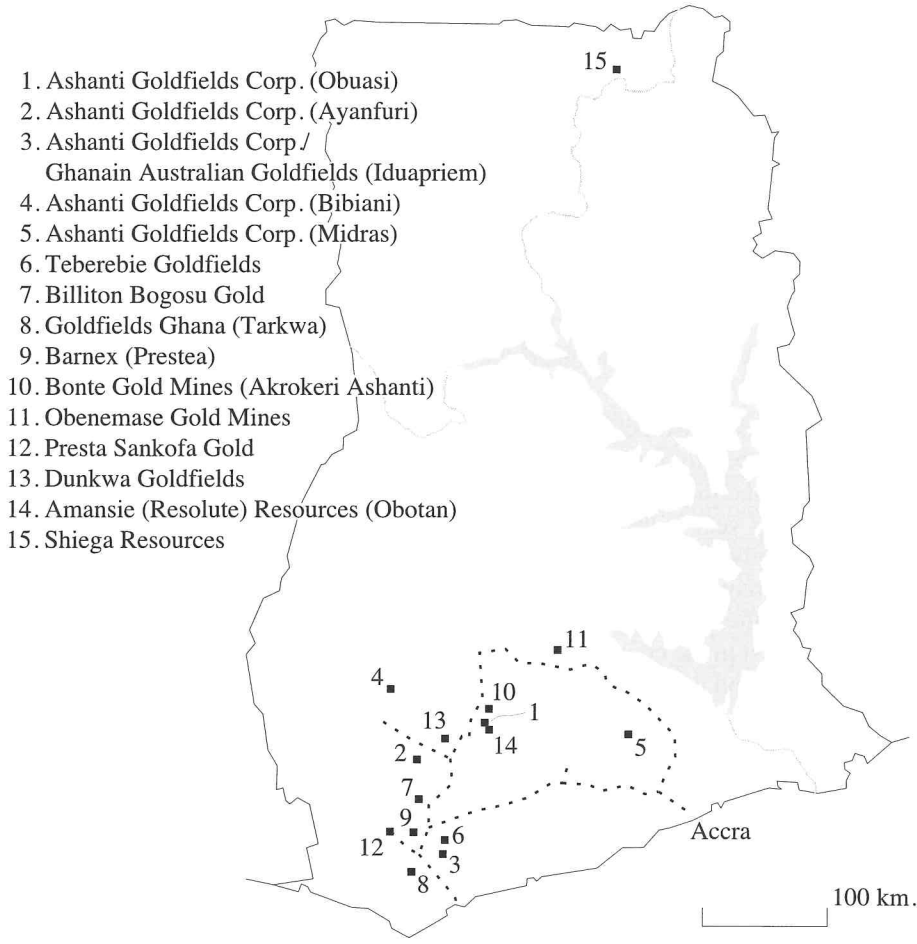 1. Ashanti Goldfields Corp. (Obuasi)
2. Ashanti Goldfields Corp. (Ayanfuri)
3. Ashanti Goldfields Corp./
Ghanain Australian Goldfields (Iduapriem)
4. Ashanti Goldfields Corp. (Bibiani)
5. Ashanti Goldfields Corp. (Midras)
6. Teberebie Goldfields
7. Billiton Bogosu Gold
8. Goldfields Ghana (Tarkwa)
9. Barnex (Prestea)
10. Bonte Gold Mines (Akrokeri Ashanti)
11. Obenemase Gold Mines
12. Presta Sankofa Gold
13. Dunkwa Goldfields
14. Amansie (Resolute) Resources (Obotan)
15. Shiega Resources
15
11
4
10
1
13
14
5
2
7
9
12
6
3
8
Accra
100 km.